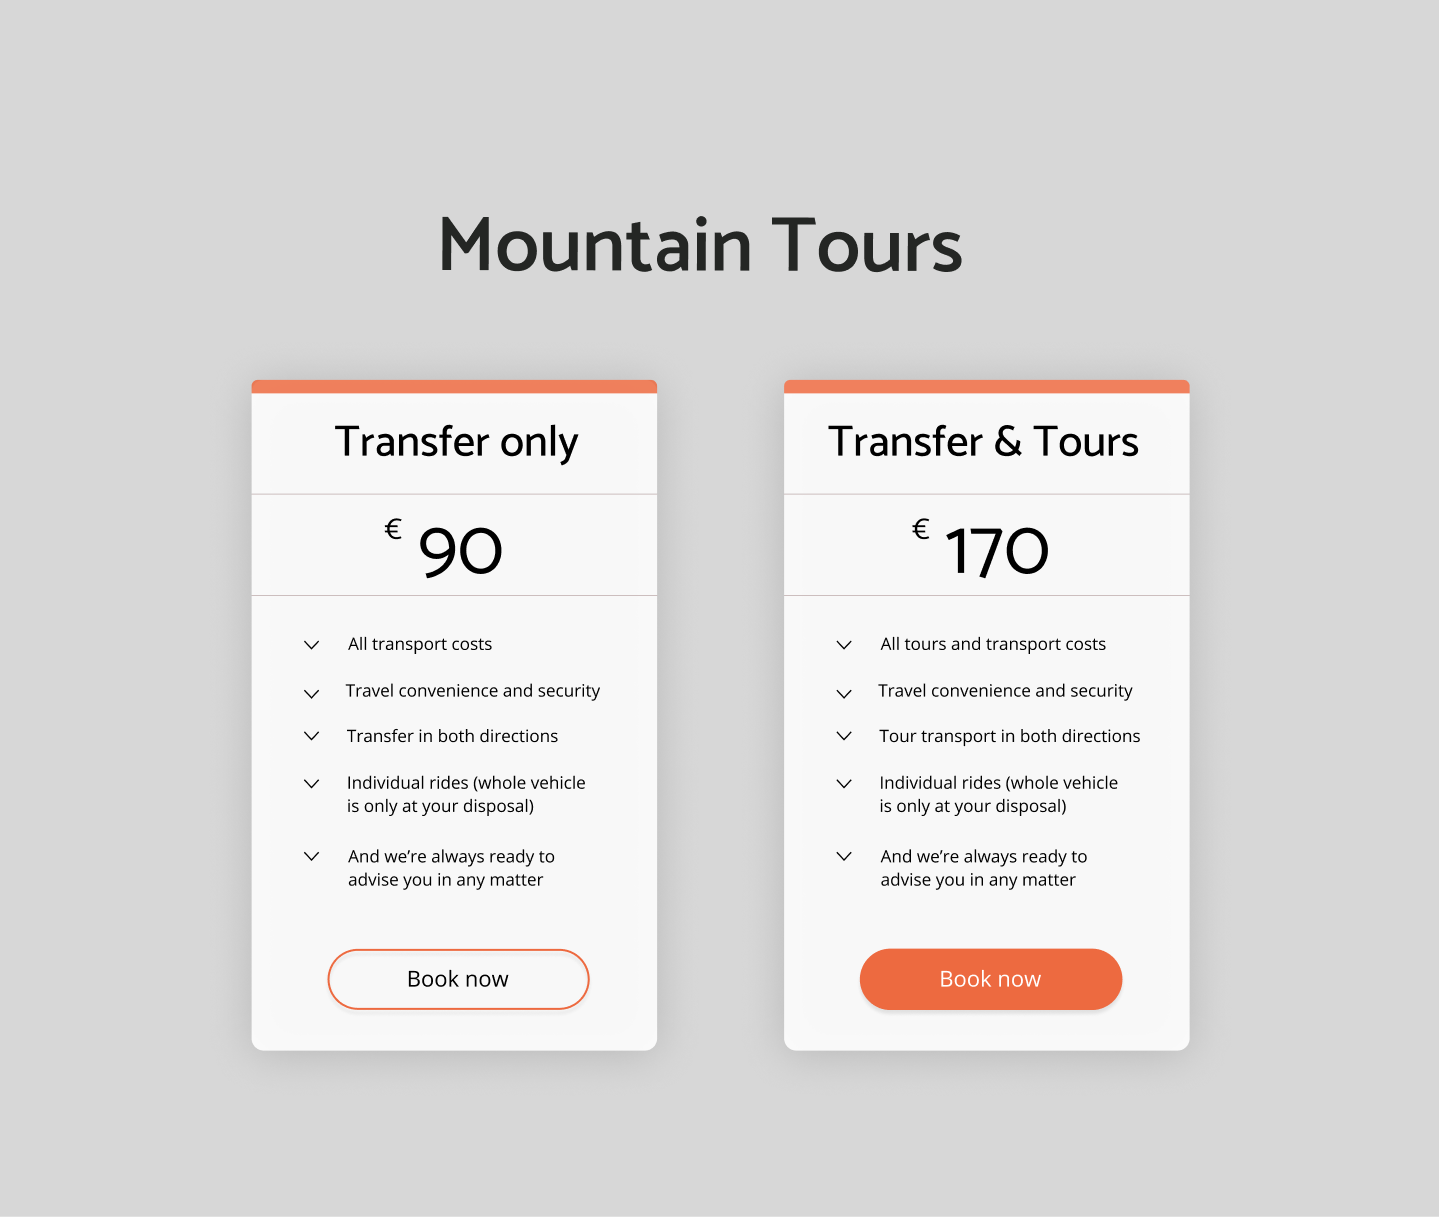 Mountain Tours
Transfer only
€ 90
All transport costs
Travel convenience and security
Transfer in both directions
Individual rides (whole vehicle
is only at your disposal)
And we’re always ready to
advise you in any matter
Book now
Transfer & Tours
€ 170
All tours and transport costs
Travel convenience and security
Tour transport in both directions
Individual rides (whole vehicle
is only at your disposal)
And we’re always ready to
advise you in any matter
Book now